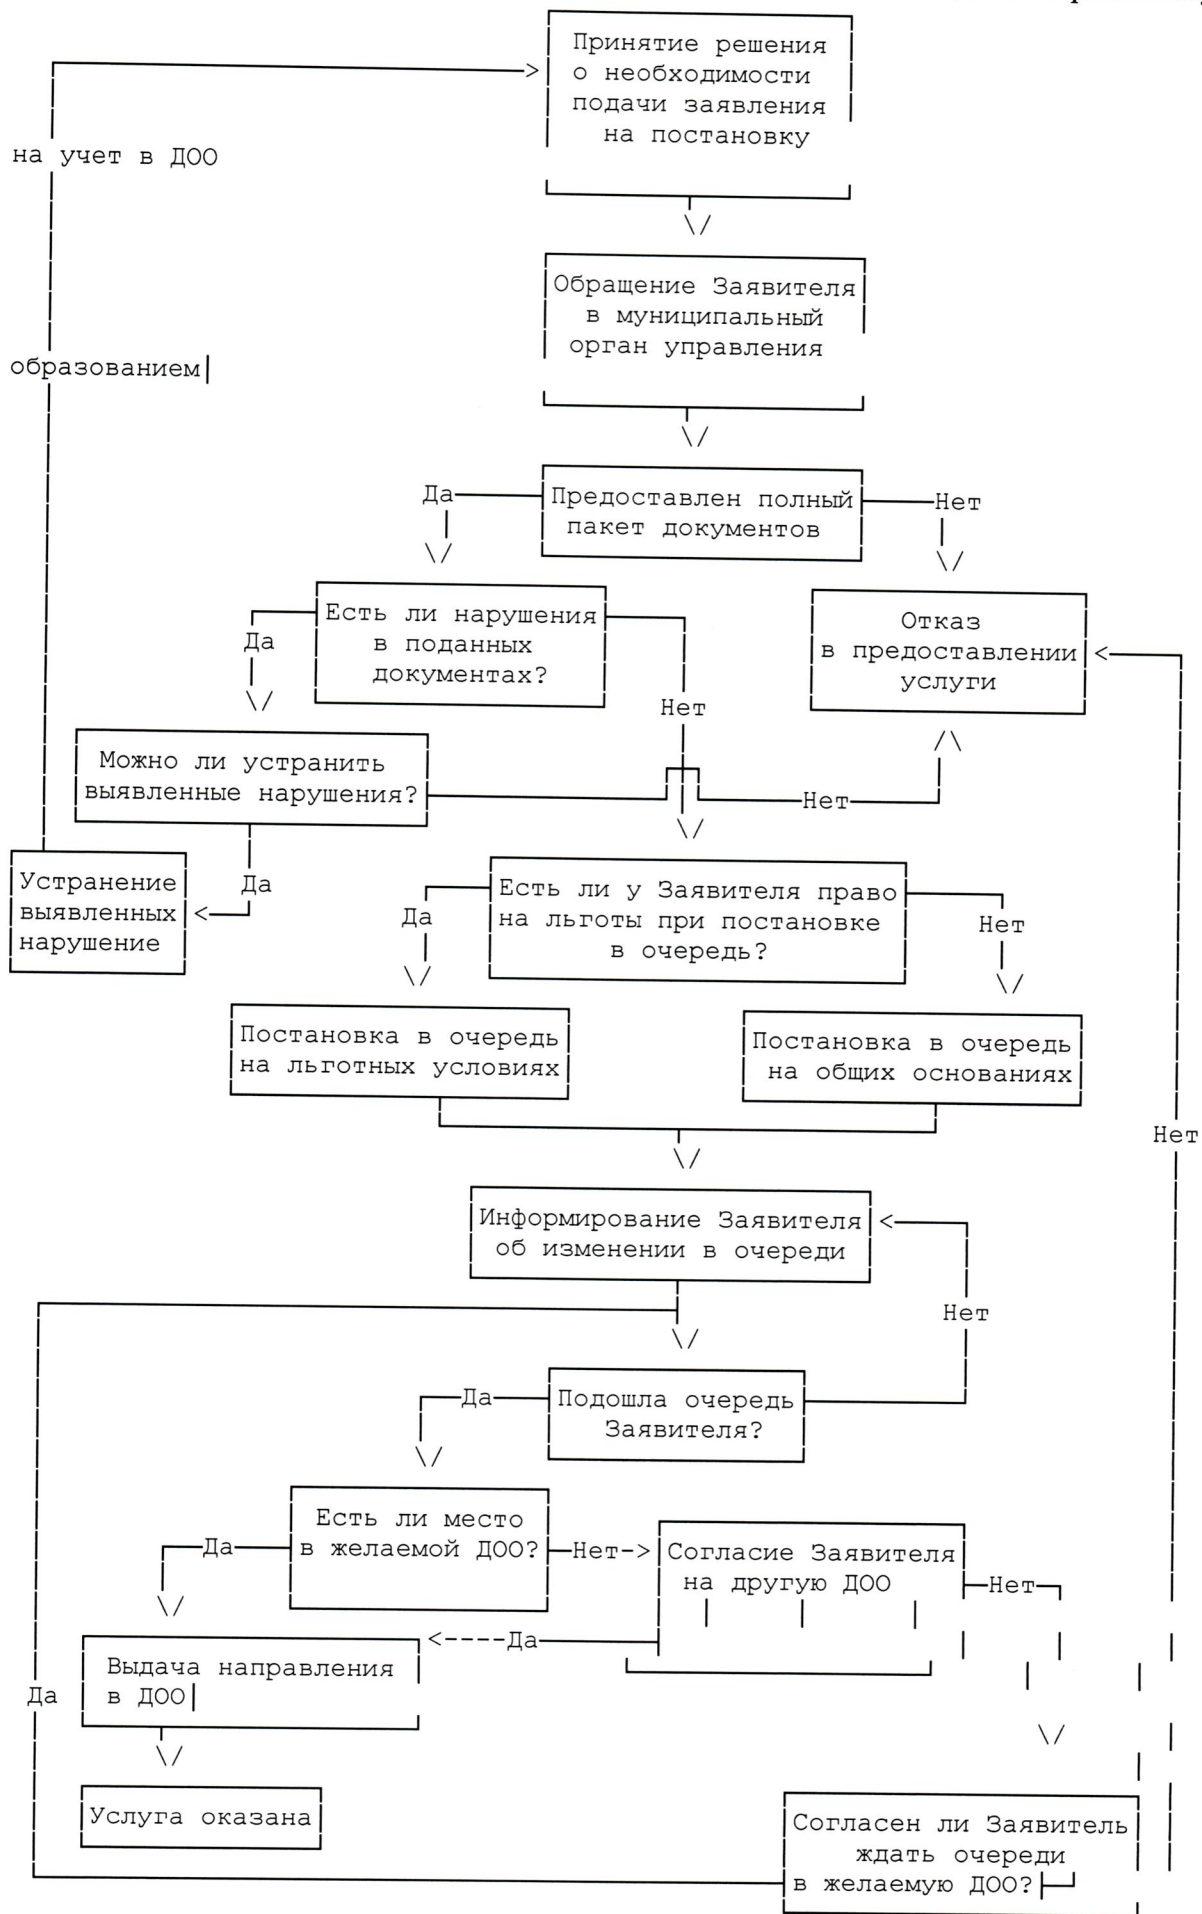 Принятие решения
о необходимости
подачи заявления
на постановку
на учет в ДОО
Обращение Заявителя
в муниципальный
орган управления
образованием
Да
Предоставлен полный
пакет документов
Нет
Есть ли нарушения
в поданных
документах?
Да
Нет
Отказ
в предоставлении
услуги
Можно ли устранить
выявленные нарушения?
Нет
Да
Устранение
выявленных
нарушение
Есть ли у Заявителя право
на льготы при постановке
в очередь?
Да
Нет
Постановка в очередь
на льготных условиях
Постановка в очередь
на общих основаниях
Нет
Информирование Заявителя
об изменении в очереди
Нет
Да
Подошла очередь
Заявителя?
Есть ли место
в желаемой ДОО?
Да
Нет
Согласие Заявителя
на другую ДОО
Нет
Да
Выдача направления
в ДОО
Да
Услуга оказана
Согласен ли Заявитель
ждать очереди
в желаемую ДОО?